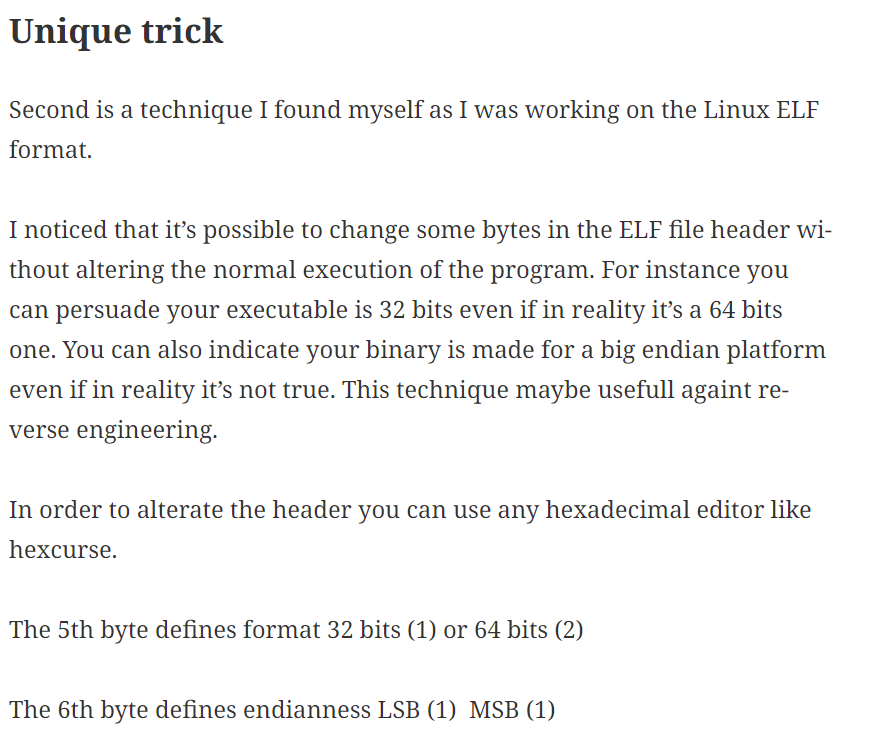 Unique trick
Second is a technique I found myself as I was working on the Linux ELF
format.
I noticed that it’s possible to change some bytes in the ELF file header wi-
thout altering the normal execution of the program. For instance you
can persuade your executable is 32 bits even if in reality it’s a 64 bits
one. You can also indicate your binary is made for a big endian platform
even if in reality it’s not true. This technique maybe usefull againt re-
verse engineering.
In order to alterate the header you can use any hexadecimal editor like
hexcurse.
The 5th byte defines format 32 bits (1) or 64 bits (2)
The 6th byte defines endianness LSB (1)  MSB (1)